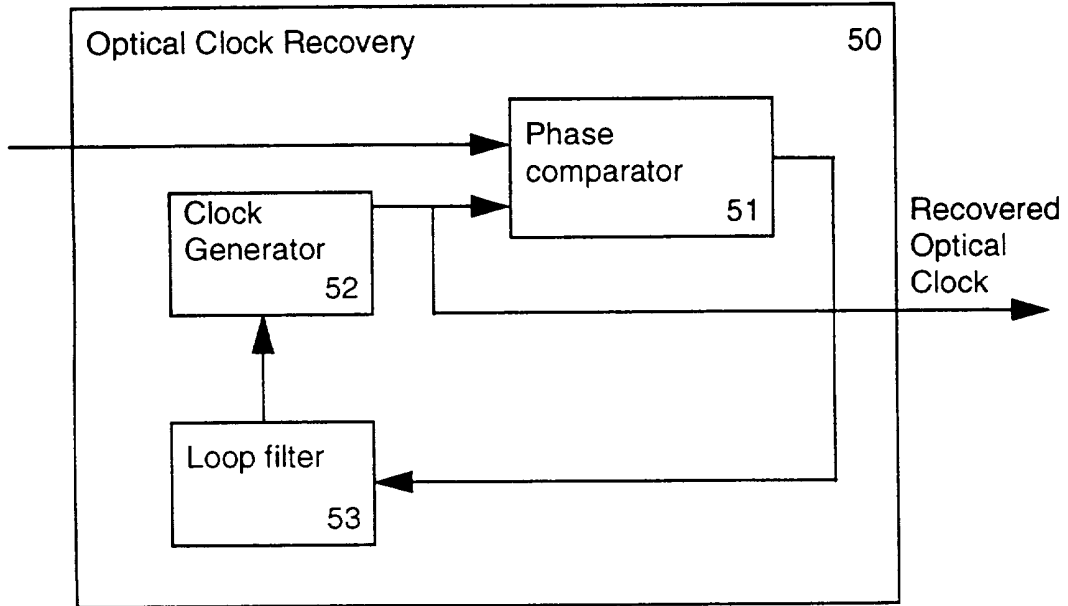 Optical Clock Recovery
50
Phase
comparator
51
Clock
Generator
52
Recovered
Optical
Clock
Loop filter
53